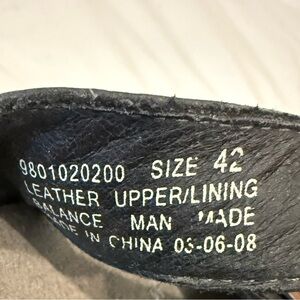 9801020200 SIZE 42
LEATHER UPPER/LINING
BALANCE MAN MADE
MADE IN CHINA 03-06-08